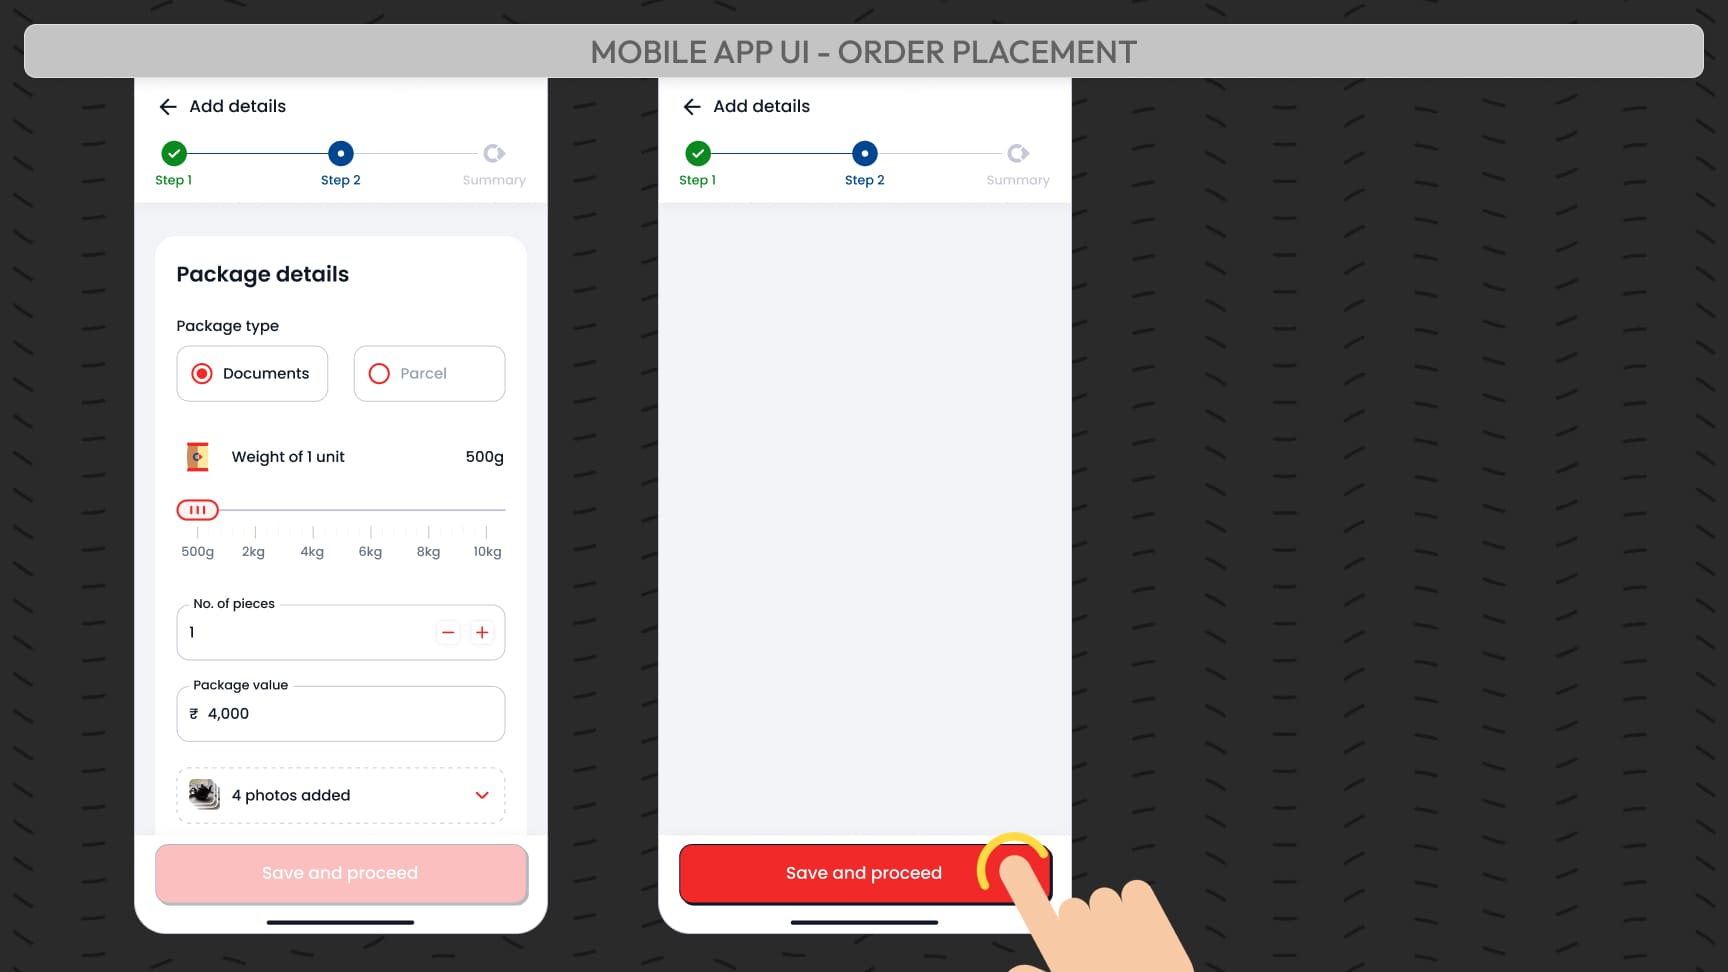 MOBILE APP UI - ORDER PLACEMENT
Add details
Step 1
Step 2
Summary
Package details
Package type
Documents
Parcel
Weight of 1 unit
500g
500g 2kg 4kg 6kg 8kg 10kg
No. of pieces
1
Package value
₹ 4,000
4 photos added
Save and proceed
Add details
Step 1
Step 2
Summary
Save and proceed